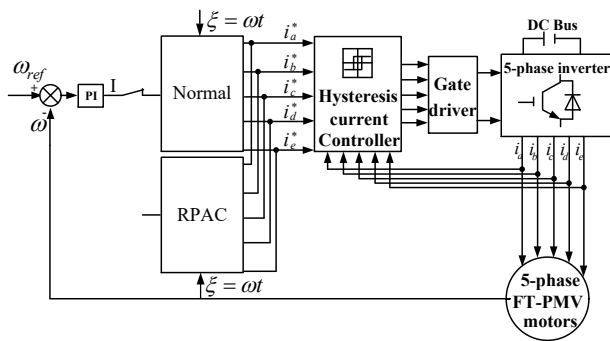 ξ = ωt
DC Bus
i_a^*
i_b^*
i_c^*
i_d^*
i_e^*
ω_ref
+
-
ω
PI
I
Normal
Hysteresis
current
Controller
Gate
driver
5-phase inverter
i_a
i_b
i_c
i_d
i_e
RPAC
ξ = ωt
5-phase
FT-PMV
motors